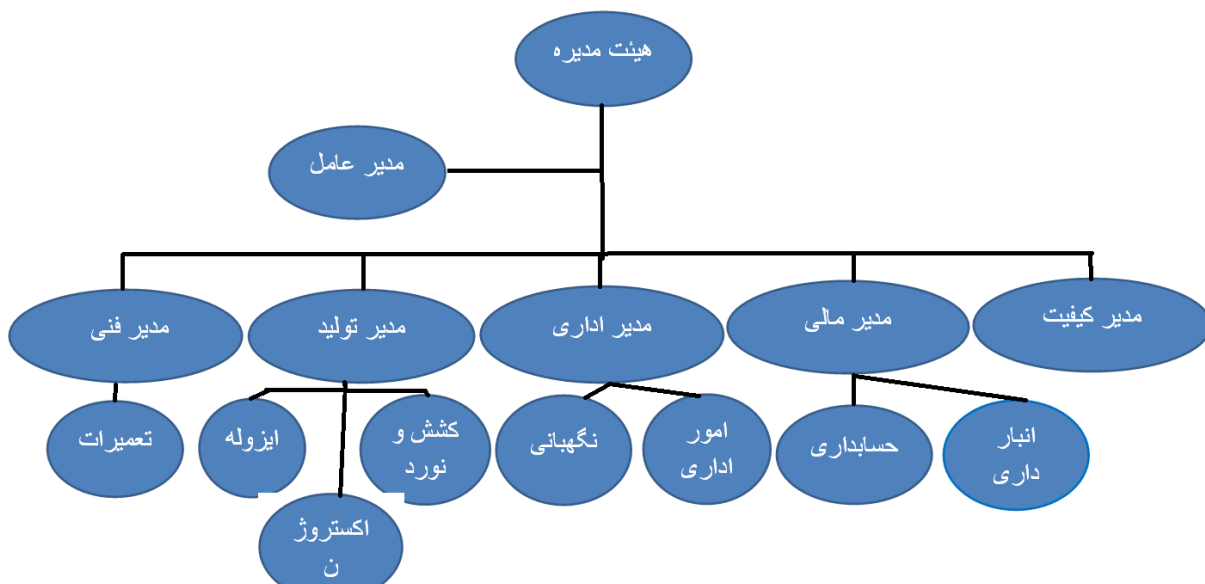 هیئت مدیره
مدیر عامل
مدیر کیفیت
مدیر مالی
مدیر اداری
مدیر تولید
مدیر فنی
انبار
داری
حسابداری
امور
اداری
نگهبانی
کشش و
نورد
ایزوله
تعمیرات
اکستروژ
ن